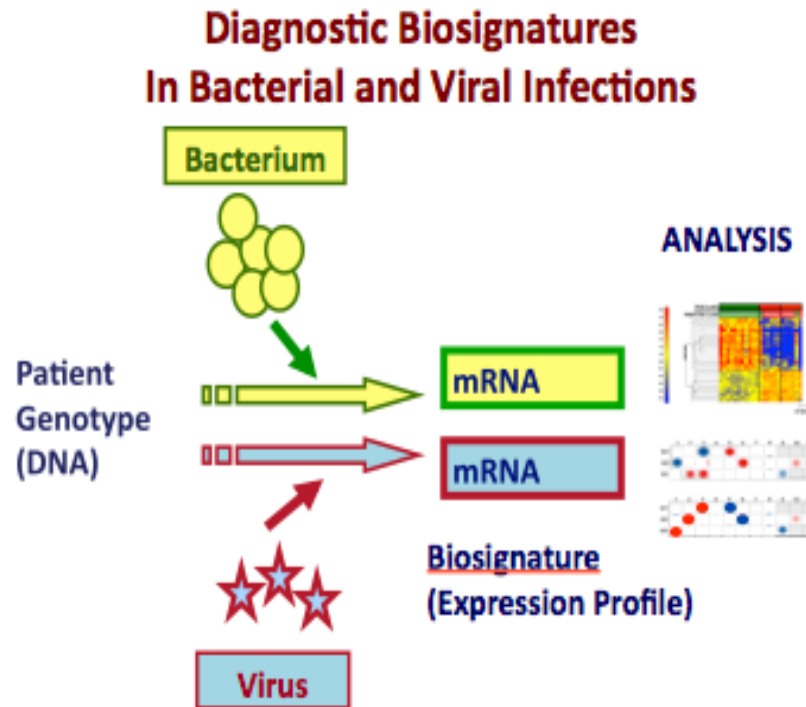 Diagnostic Biosignatures
In Bacterial and Viral Infections
Bacterium
ANALYSIS
Patient
Genotype
(DNA)
mRNA
mRNA
Biosignature
(Expression Profile)
Virus